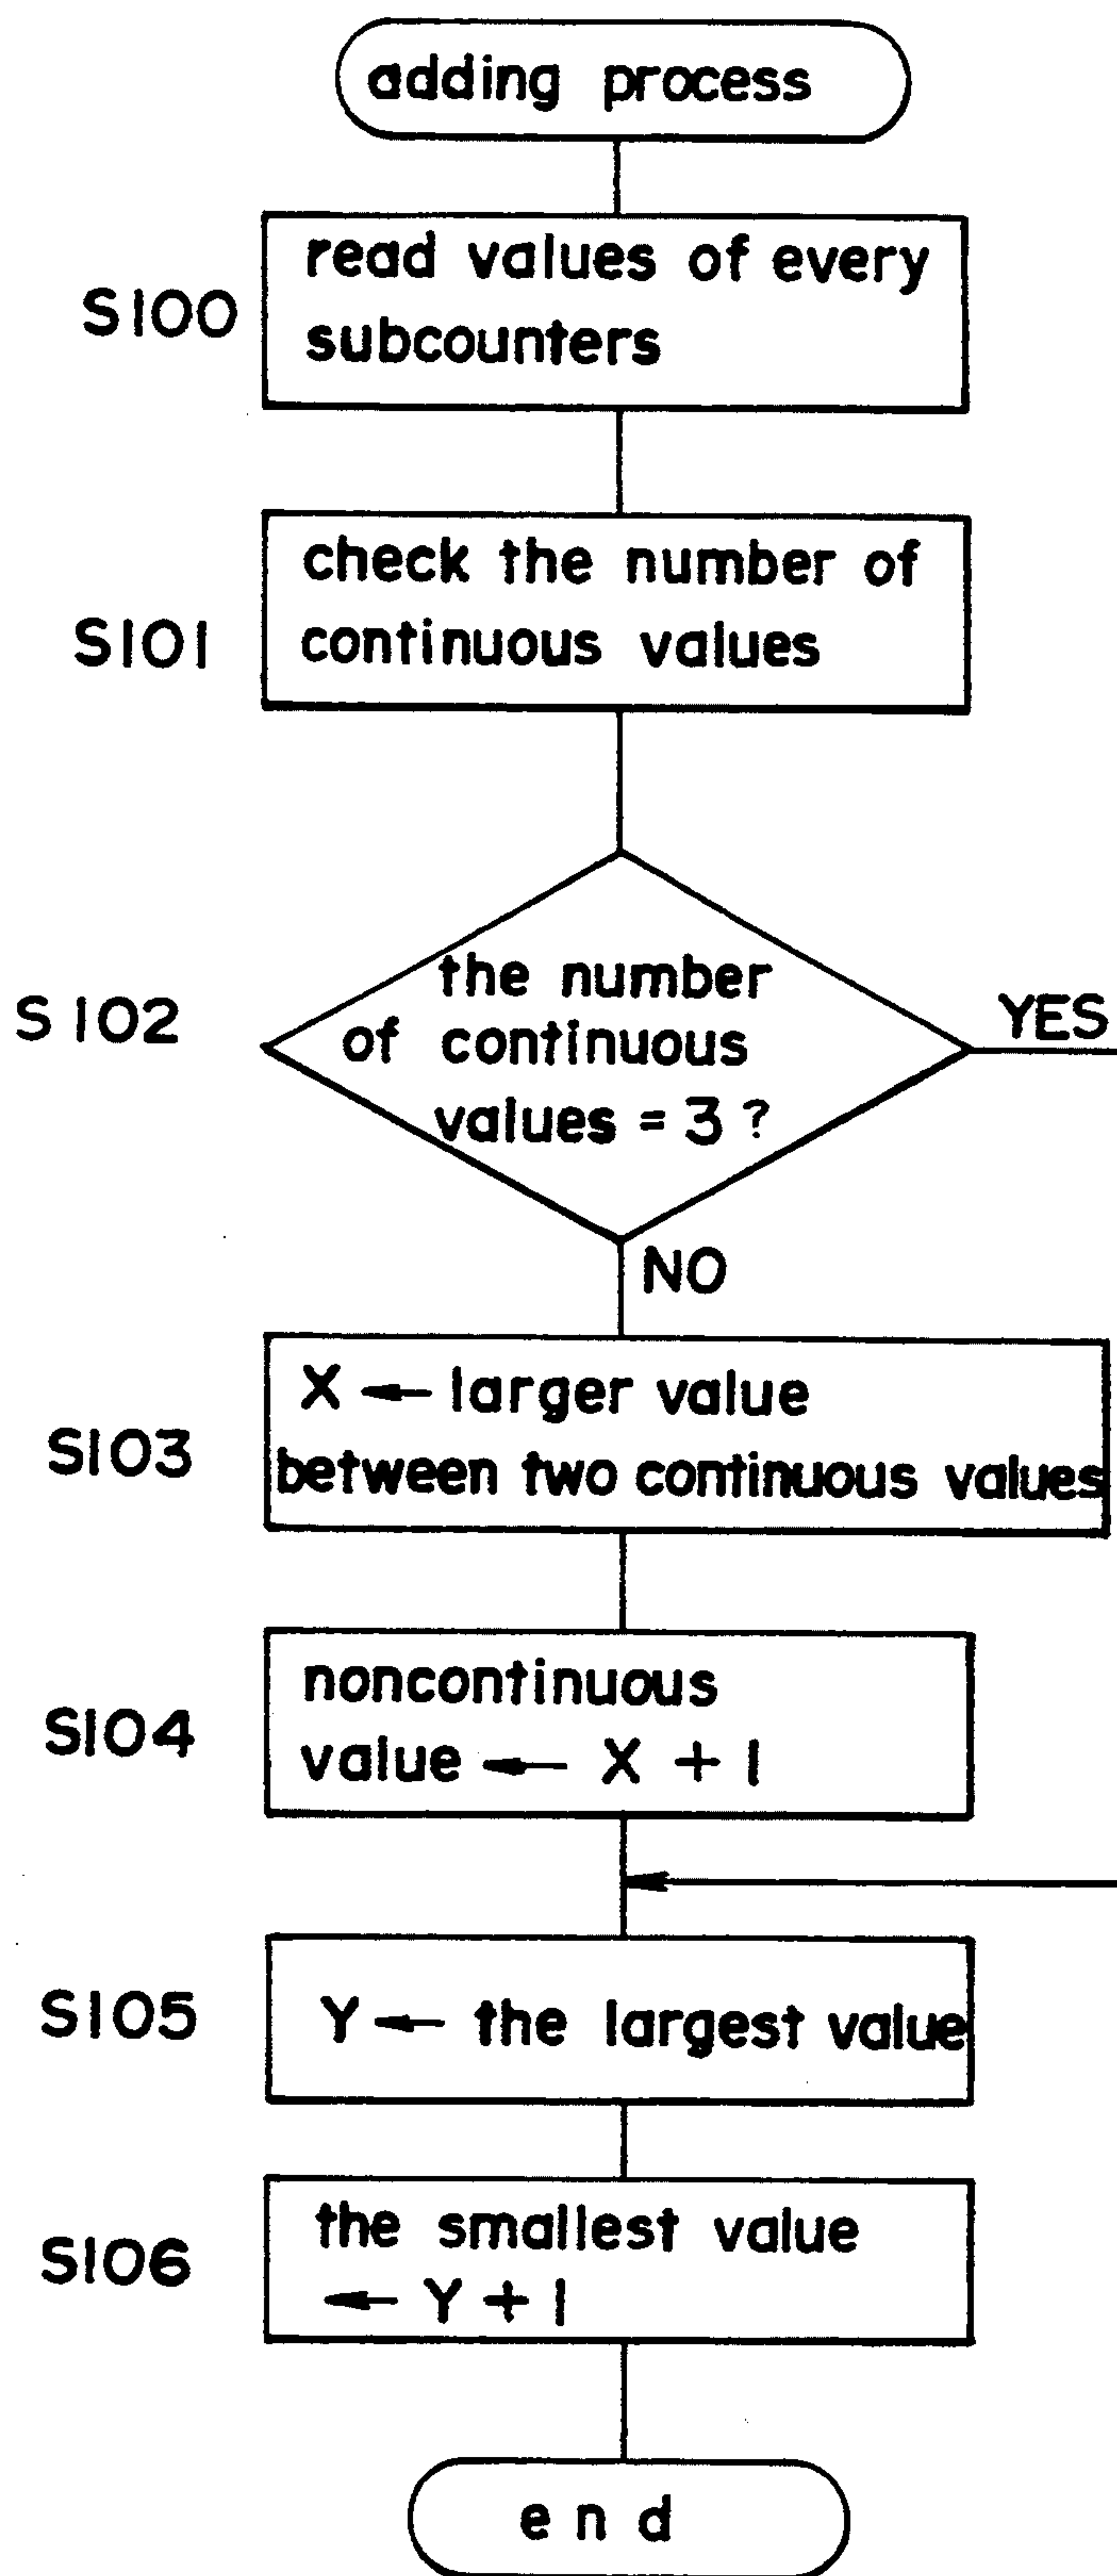 adding process
S100
read values of every
subcounters
S101
check the number of
continuous values
S102
the number
of continuous
values = 3 ?
YES
NO
S103
X ← larger value
between two continuous values
S104
noncontinuous
value ← X + 1
S105
Y ← the largest value
S106
the smallest value
← Y + 1
end